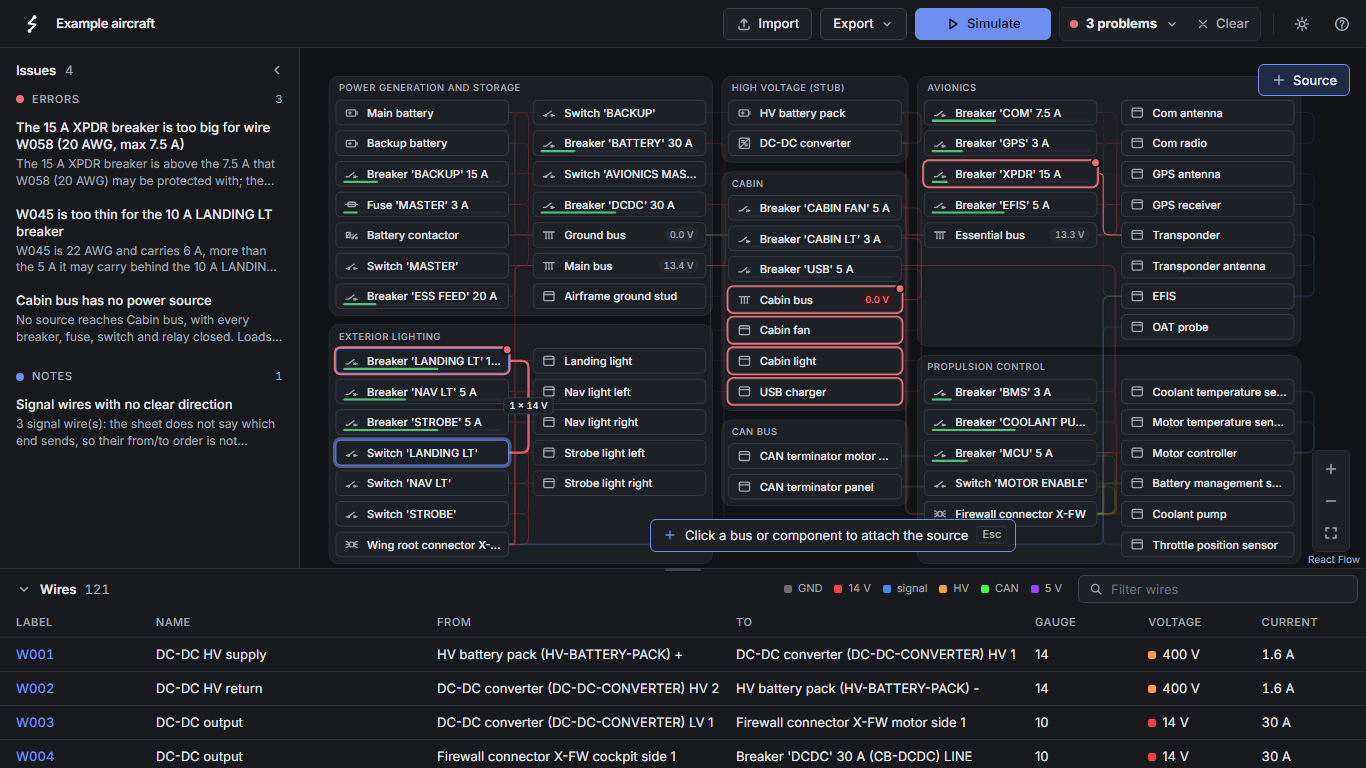 Example aircraft
Import
Export
Simulate
3 problems
Clear
Issues 4
ERRORS 3
The 15 A XPDR breaker is too big for wire
W058 (20 AWG, max 7.5 A)
The 15 A XPDR breaker is above the 7.5 A that
W058 (20 AWG) may be protected with; the...
W045 is too thin for the 10 A LANDING LT
breaker
W045 is 22 AWG and carries 6 A, more than
the 5 A it may carry behind the 10 A LANDIN...
Cabin bus has no power source
No source reaches Cabin bus, with every
breaker, fuse, switch and relay closed. Loads...
NOTES 1
Signal wires with no clear direction
3 signal wire(s): the sheet does not say which
end sends, so their from/to order is not...
Source
POWER GENERATION AND STORAGE
Main battery
Backup battery
Breaker 'BACKUP' 15 A
Fuse 'MASTER' 3 A
Battery contactor
Switch 'MASTER'
Breaker 'ESS FEED' 20 A
Switch 'BACKUP'
Breaker 'BATTERY' 30 A
Switch 'AVIONICS MAS...
Breaker 'DCDC' 30 A
Ground bus 0.0 V
Main bus 13.4 V
Airframe ground stud
EXTERIOR LIGHTING
Breaker 'LANDING LT' 1...
Breaker 'NAV LT' 5 A
Breaker 'STROBE' 5 A
Switch 'LANDING LT'
Switch 'NAV LT'
Switch 'STROBE'
Wing root connector X-...
1 × 14 V
Landing light
Nav light left
Nav light right
Strobe light left
Strobe light right
HIGH VOLTAGE (STUB)
HV battery pack
DC-DC converter
CABIN
Breaker 'CABIN FAN' 5 A
Breaker 'CABIN LT' 3 A
Breaker 'USB' 5 A
Cabin bus 0.0 V
Cabin fan
Cabin light
USB charger
CAN BUS
CAN terminator motor ...
CAN terminator panel
AVIONICS
Breaker 'COM' 7.5 A
Breaker 'GPS' 3 A
Breaker 'XPDR' 15 A
Breaker 'EFIS' 5 A
Essential bus 13.3 V
Com antenna
Com radio
GPS antenna
GPS receiver
Transponder
Transponder antenna
EFIS
OAT probe
PROPULSION CONTROL
Breaker 'BMS' 3 A
Breaker 'COOLANT PU...
Breaker 'MCU' 5 A
Switch 'MOTOR ENABLE'
Firewall connector X-FW
Coolant temperature se...
Motor temperature sen...
Motor controller
Battery management s...
Coolant pump
Throttle position sensor
Click a bus or component to attach the source Esc
React Flow
Wires 121
GND 14 V signal HV CAN 5 V
Filter wires
LABEL NAME FROM TO GAUGE VOLTAGE CURRENT
W001 DC-DC HV supply HV battery pack (HV-BATTERY-PACK) + DC-DC converter (DC-DC-CONVERTER) HV 1 14 400 V 1.6 A
W002 DC-DC HV return DC-DC converter (DC-DC-CONVERTER) HV 2 HV battery pack (HV-BATTERY-PACK) - 14 400 V 1.6 A
W003 DC-DC output DC-DC converter (DC-DC-CONVERTER) LV 1 Firewall connector X-FW motor side 1 10 14 V 30 A
W004 DC-DC output Firewall connector X-FW cockpit side 1 Breaker 'DCDC' 30 A (CB-DCDC) LINE 10 14 V 30 A